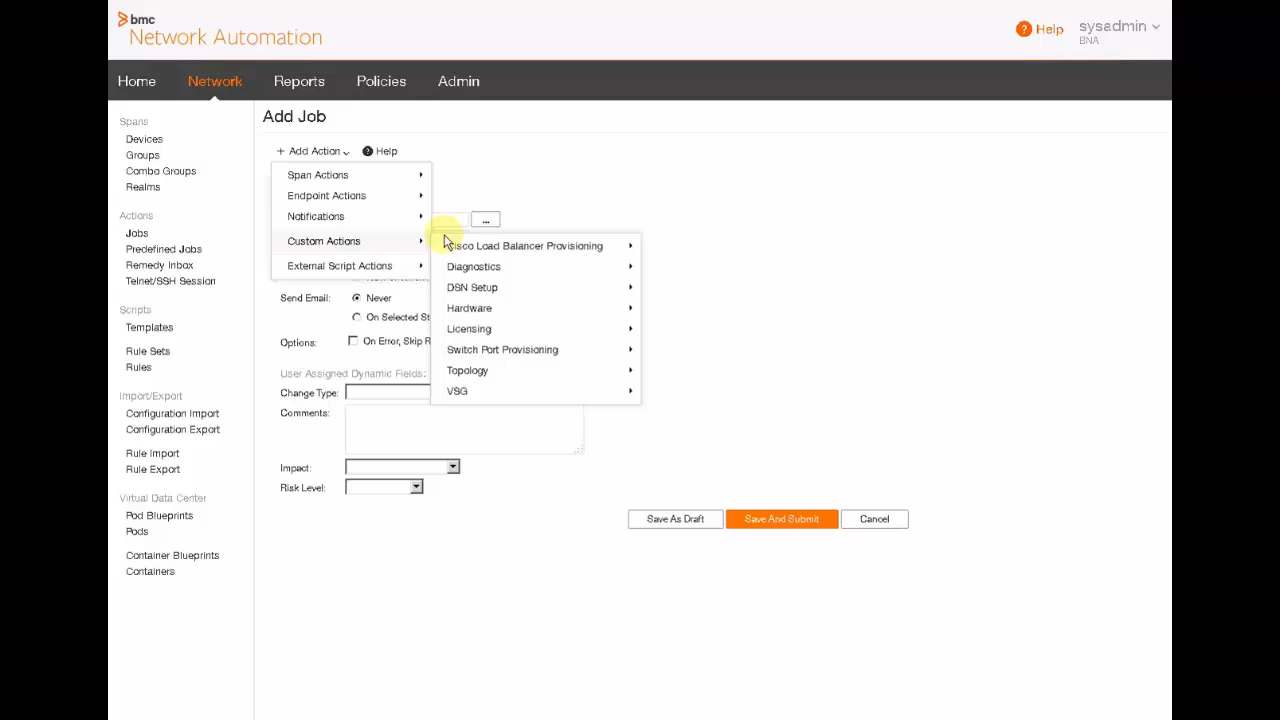 bmc
Network Automation
Help
sysadmin
BNA
Home
Network
Reports
Policies
Admin
Spans
Devices
Groups
Combo Groups
Realms
Actions
Jobs
Predefined Jobs
Remedy Inbox
Telnet/SSH Session
Scripts
Templates
Rule Sets
Rules
Import/Export
Configuration Import
Configuration Export
Rule Import
Rule Export
Virtual Data Center
Pod Blueprints
Pods
Container Blueprints
Containers
Add Job
+ Add Action
Help
Span Actions
Endpoint Actions
Notifications
Custom Actions
External Script Actions
...
Cisco Load Balancer Provisioning
Diagnostics
DSN Setup
Hardware
Licensing
Switch Port Provisioning
Topology
VSG
Send Email:
Never
On Selected
Options:
On Error, Skip
User Assigned Dynamic Fields:
Change Type:
Comments:
Impact:
Risk Level:
Save As Draft
Save And Submit
Cancel